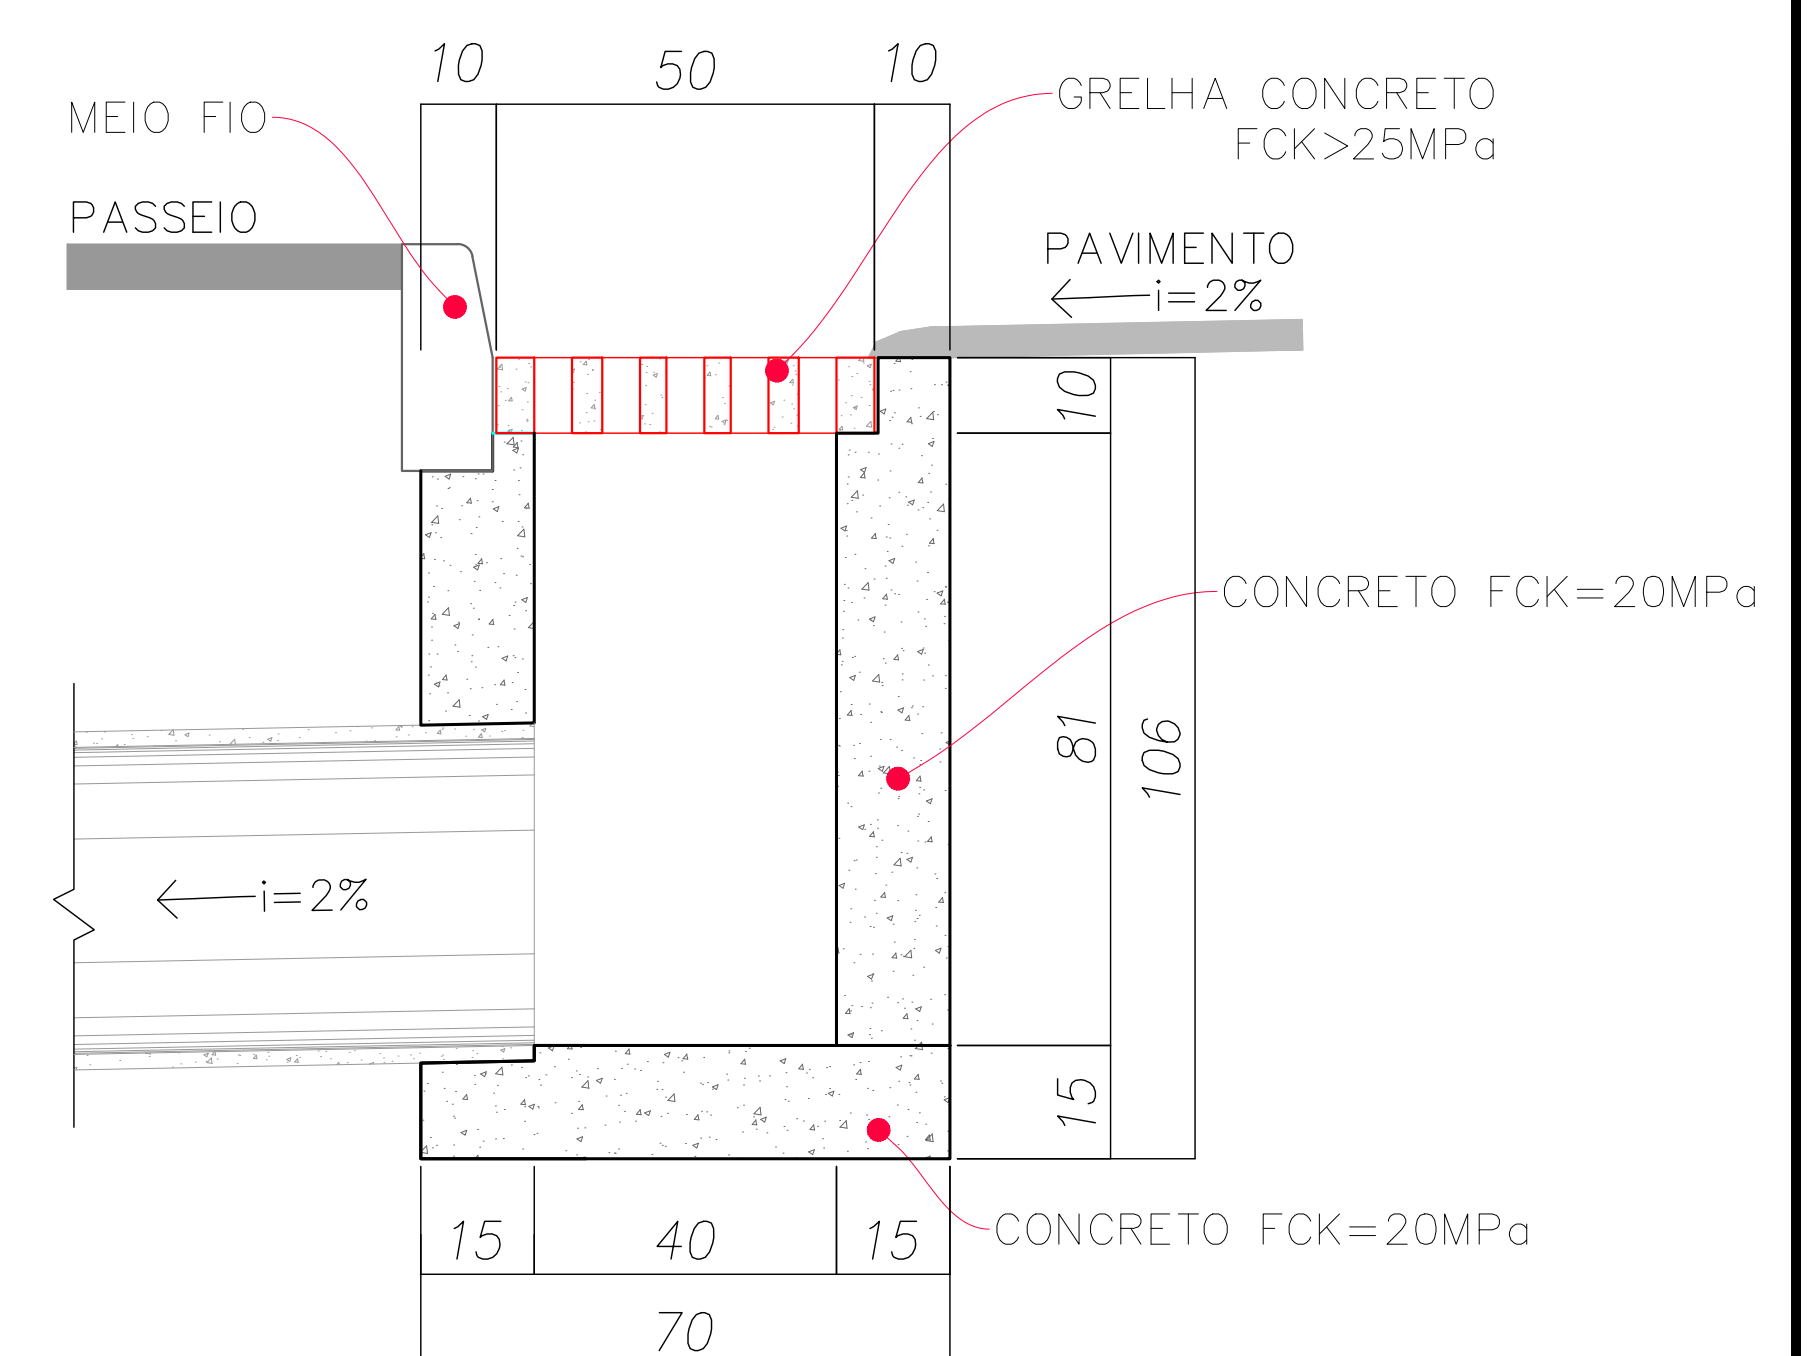 10
50
10
MEIO FIO
GRELHA CONCRETO
FCK>25MPa
PASSEIO
PAVIMENTO
i=2%
10
CONCRETO FCK=20MPa
81
106
i=2%
15
15
40
15
CONCRETO FCK=20MPa
70